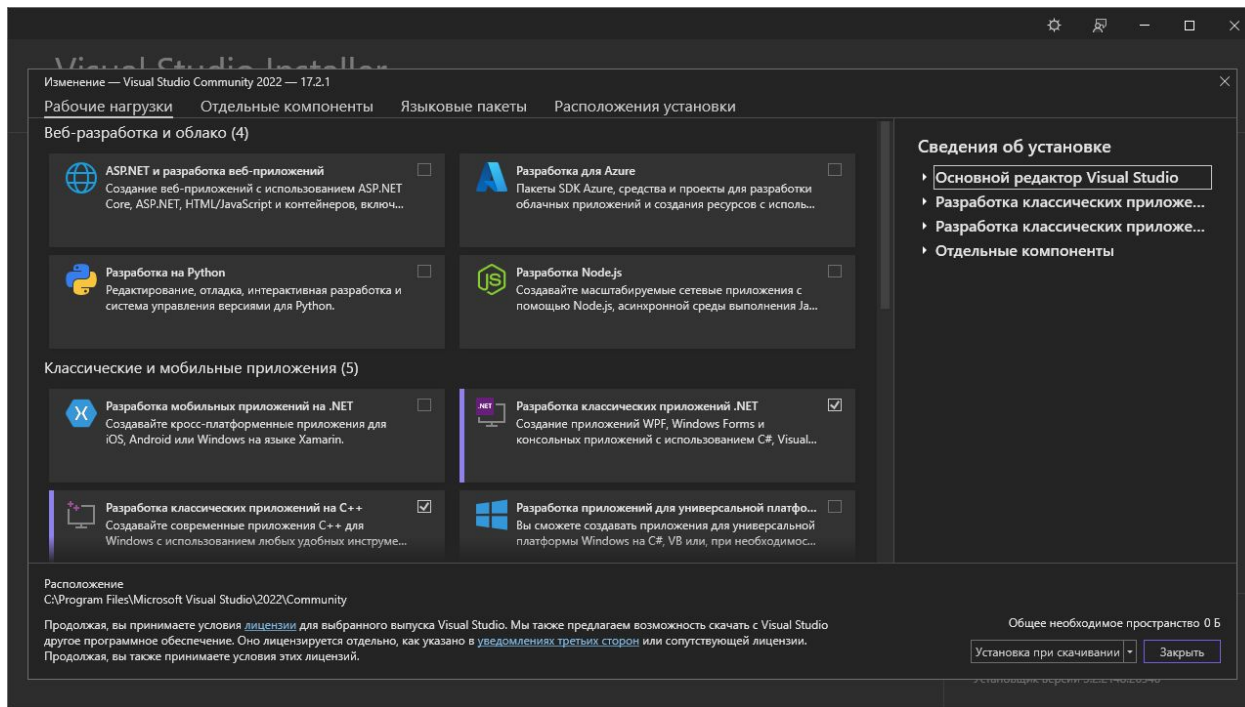 Visual Studio Installer
Изменение — Visual Studio Community 2022 — 17.2.1
Рабочие нагрузки Отдельные компоненты Языковые пакеты Расположения установки
Веб-разработка и облако (4)
ASP.NET и разработка веб-приложений
Создание веб-приложений с использованием ASP.NET
Core, ASP.NET, HTML/JavaScript и контейнеров, включ...
Разработка для Azure
Пакеты SDK Azure, средства и проекты для разработки
облачных приложений и создания ресурсов с исполь...
Разработка на Python
Редактирование, отладка, интерактивная разработка и
система управления версиями для Python.
JS
Разработка Node.js
Создавайте масштабируемые сетевые приложения с
помощью Node.js, асинхронной среды выполнения Ja...
Классические и мобильные приложения (5)
Разработка мобильных приложений на .NET
Создавайте кросс-платформенные приложения для
iOS, Android или Windows на языке Xamarin.
.NET
Разработка классических приложений .NET
Создание приложений WPF, Windows Forms и
консольных приложений с использованием C#, Visual...
Разработка классических приложений на C++
Создавайте современные приложения C++ для
Windows с использованием любых удобных инструме...
Разработка приложений для универсальной платфо...
Вы сможете создавать приложения для универсальной
платформы Windows на C#, VB или, при необходимос...
Сведения об установке
Основной редактор Visual Studio
Разработка классических приложе...
Разработка классических приложе...
Отдельные компоненты
Расположение
C:\Program Files\Microsoft Visual Studio\2022\Community
Продолжая, вы принимаете условия лицензии для выбранного выпуска Visual Studio. Мы также предлагаем возможность скачать с Visual Studio
другое программное обеспечение. Оно лицензируется отдельно, как указано в уведомлениях третьих сторон или сопутствующей лицензии.
Продолжая, вы также принимаете условия этих лицензий.
Общее необходимое пространство 0 Б
Установка при скачивании
Закрыть
Установщик версии